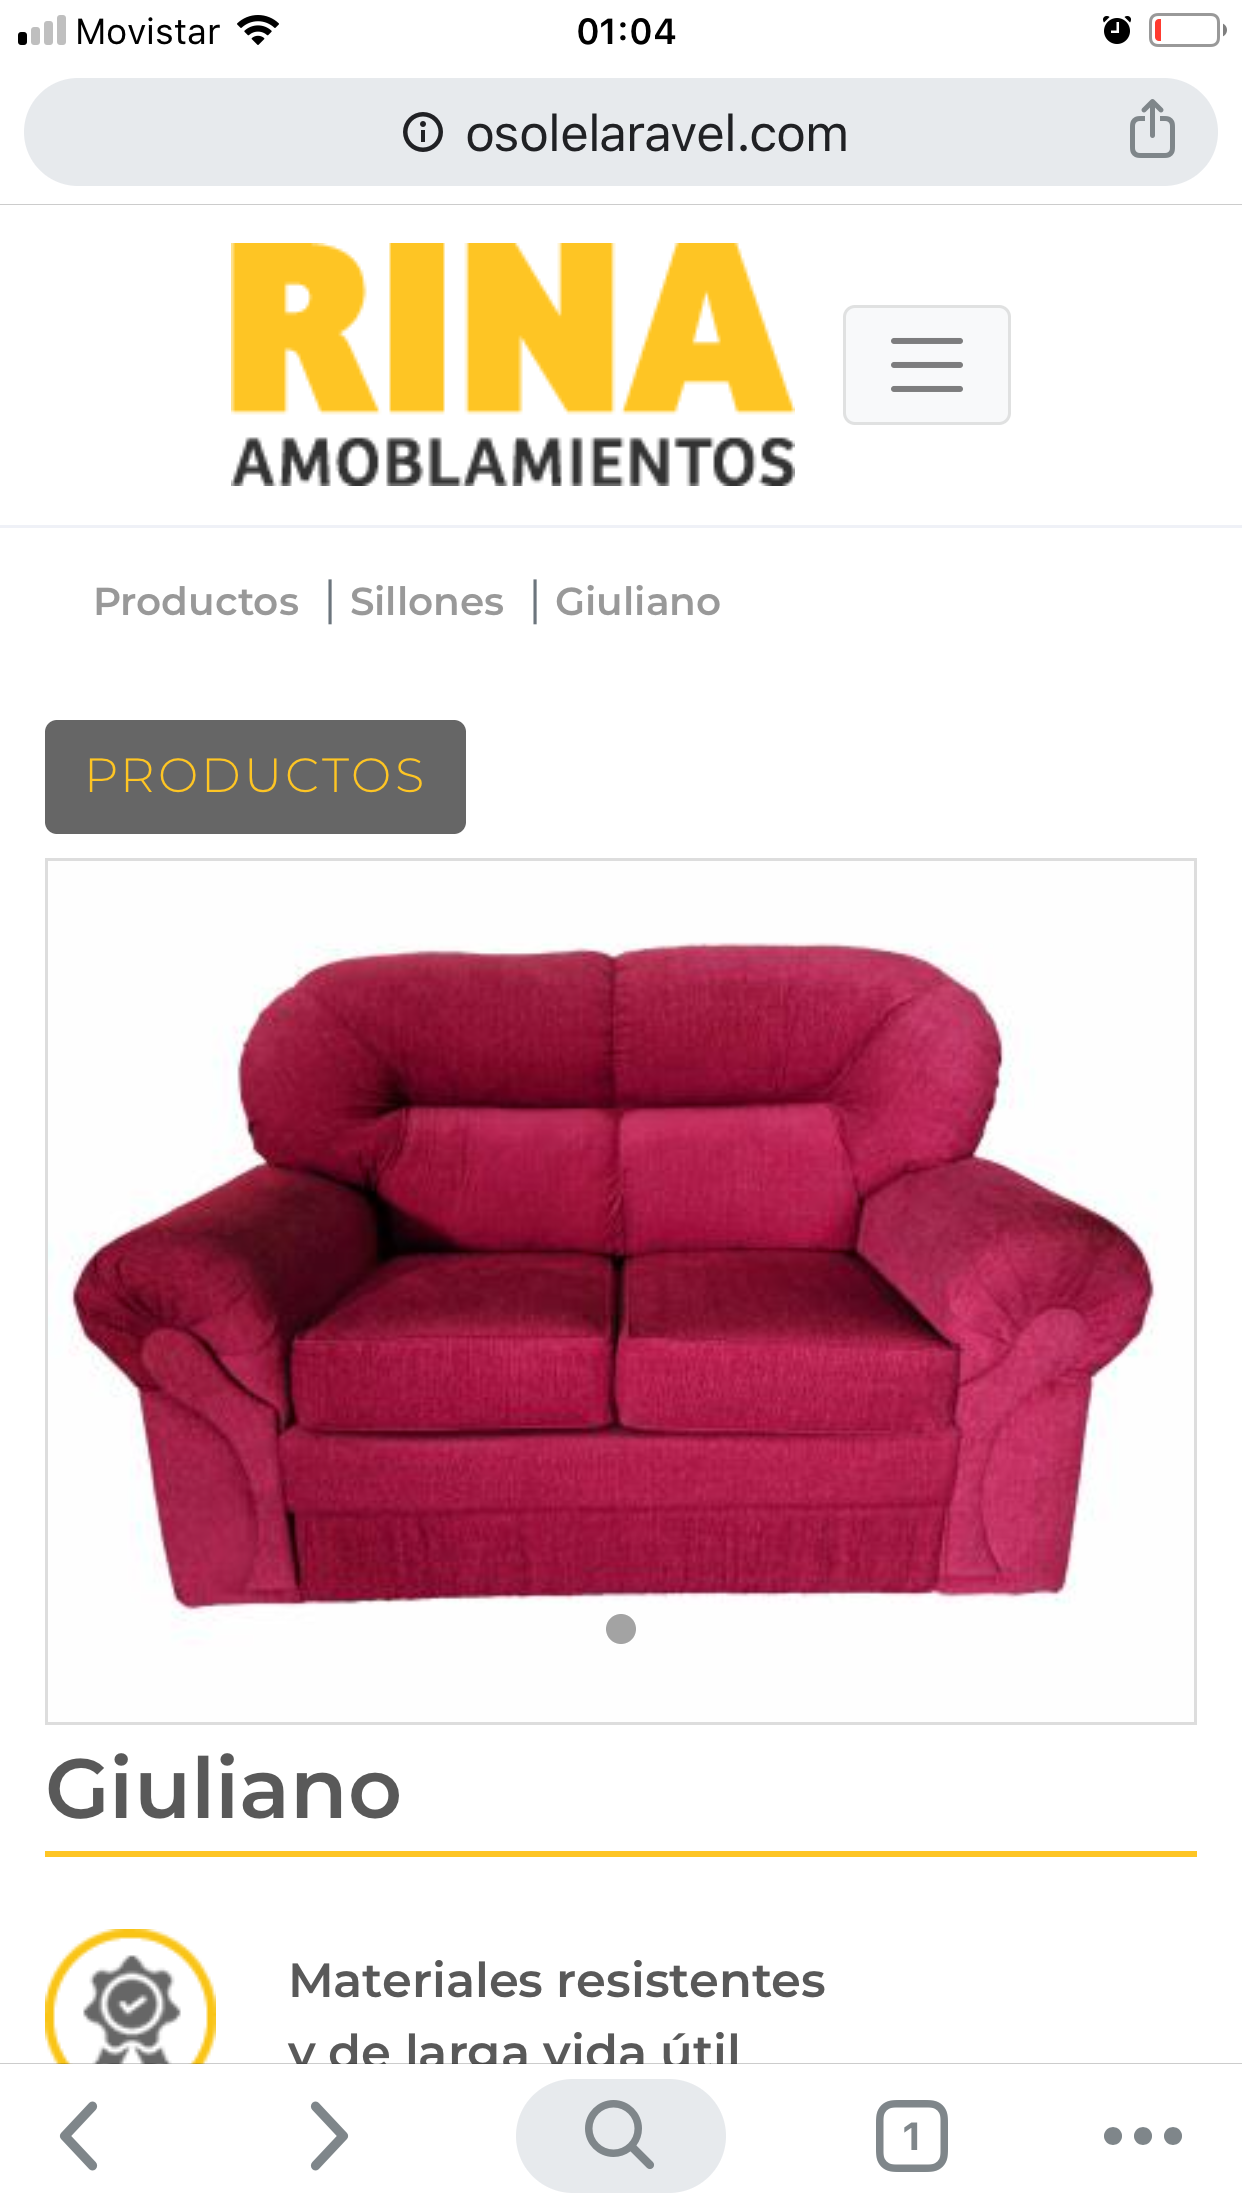 Movistar 01:04
osolelaravel.com
RINA
AMOBLAMIENTOS
Productos | Sillones | Giuliano
PRODUCTOS
Giuliano
Materiales resistentes
y de larga vida útil
1